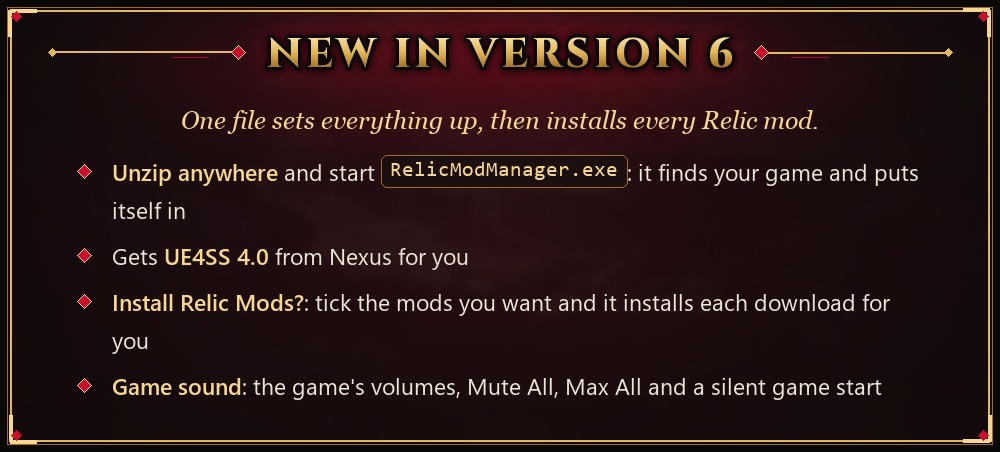 NEW IN VERSION 6
One file sets everything up, then installs every Relic mod.
Unzip anywhere and start RelicModManager.exe: it finds your game and puts
itself in
Gets UE4SS 4.0 from Nexus for you
Install Relic Mods?: tick the mods you want and it installs each download for
you
Game sound: the game's volumes, Mute All, Max All and a silent game start